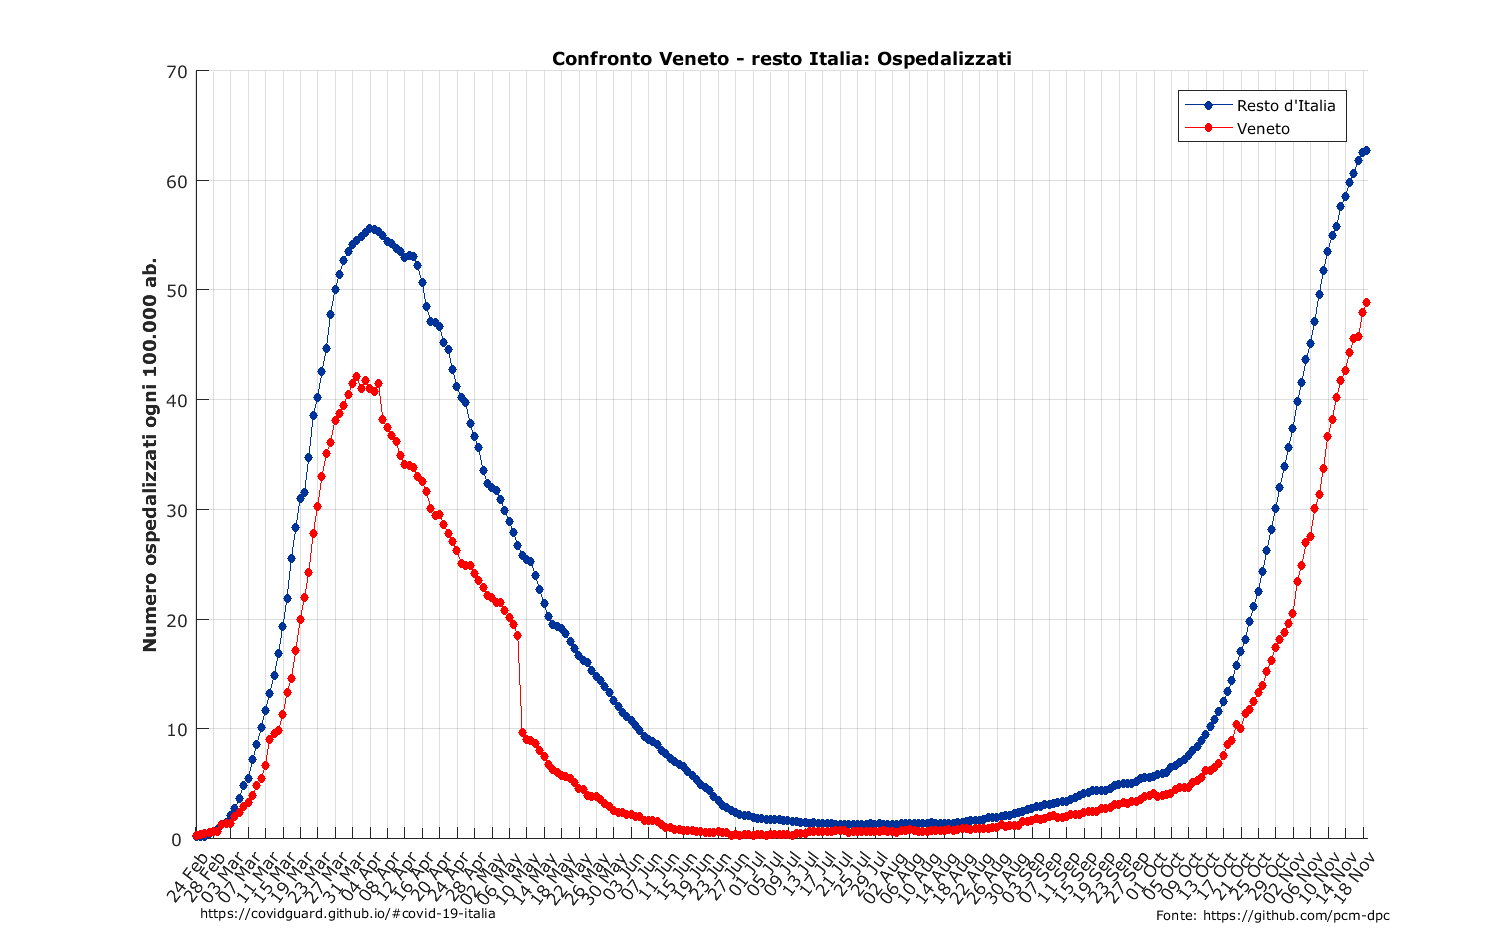 Confronto Veneto - resto Italia: Ospedalizzati
Resto d'Italia
Veneto
Numero ospedalizzati ogni 100.000 ab.
70
60
50
40
30
20
10
0
24 Feb
28 Feb
03 Mar
07 Mar
11 Mar
15 Mar
19 Mar
23 Mar
27 Mar
31 Mar
04 Apr
08 Apr
12 Apr
16 Apr
20 Apr
24 Apr
28 Apr
02 May
06 May
10 May
14 May
18 May
22 May
26 May
30 May
03 Jun
07 Jun
11 Jun
15 Jun
19 Jun
23 Jun
27 Jun
01 Jul
05 Jul
09 Jul
13 Jul
17 Jul
21 Jul
25 Jul
29 Jul
02 Aug
06 Aug
10 Aug
14 Aug
18 Aug
22 Aug
26 Aug
30 Aug
03 Sep
07 Sep
11 Sep
15 Sep
19 Sep
23 Sep
27 Sep
01 Oct
05 Oct
09 Oct
13 Oct
17 Oct
21 Oct
25 Oct
29 Oct
02 Nov
06 Nov
10 Nov
14 Nov
18 Nov
https://covidguard.github.io/#covid-19-italia
Fonte: https://github.com/pcm-dpc